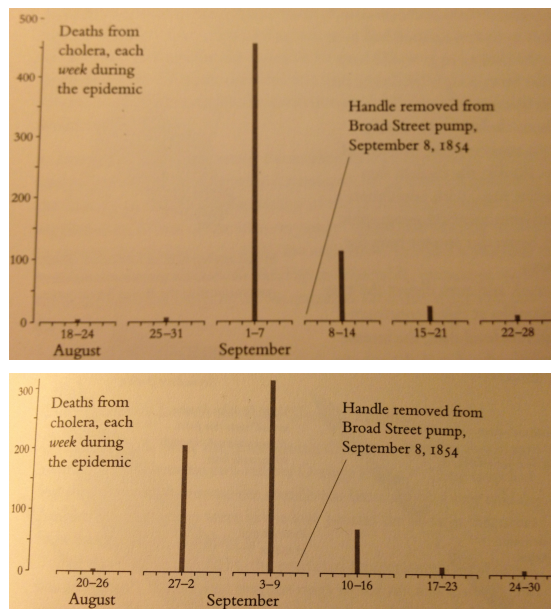 500
Deaths from
cholera, each
week during
the epidemic
400
Handle removed from
Broad Street pump,
September 8, 1854
300
200
100
0
18–24 25–31 1–7 8–14 15–21 22–28
August September
300
Deaths from
cholera, each
week during
the epidemic
Handle removed from
Broad Street pump,
September 8, 1854
200
100
0
20–26 27–2 3–9 10–16 17–23 24–30
August September